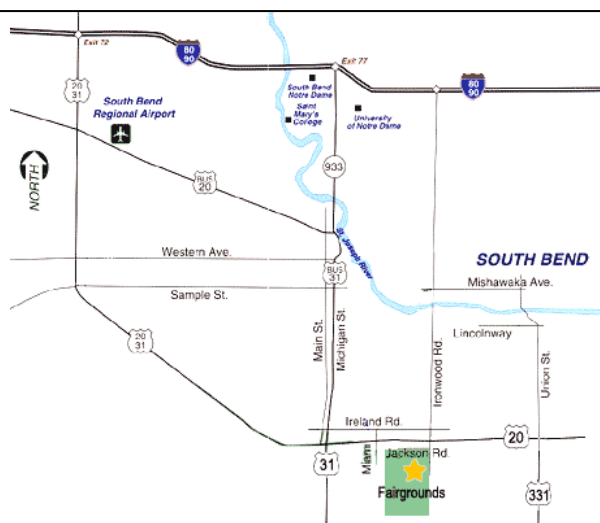 Exit 72
80
90
Exit 77
20
31
South Bend
Regional Airport
South Bend
Notre Dame
Saint
Mary's
College
University
of Notre Dame
80
90
NORTH
933
BUS
20
St. Joseph River
Western Ave.
BUS
31
SOUTH BEND
Mishawaka Ave.
Sample St.
Lincolnway
20
31
Main St.
Michigan St.
Ironwood Rd.
Union St.
Ireland Rd.
20
Miami
Jackson Rd.
31
Fairgrounds
331